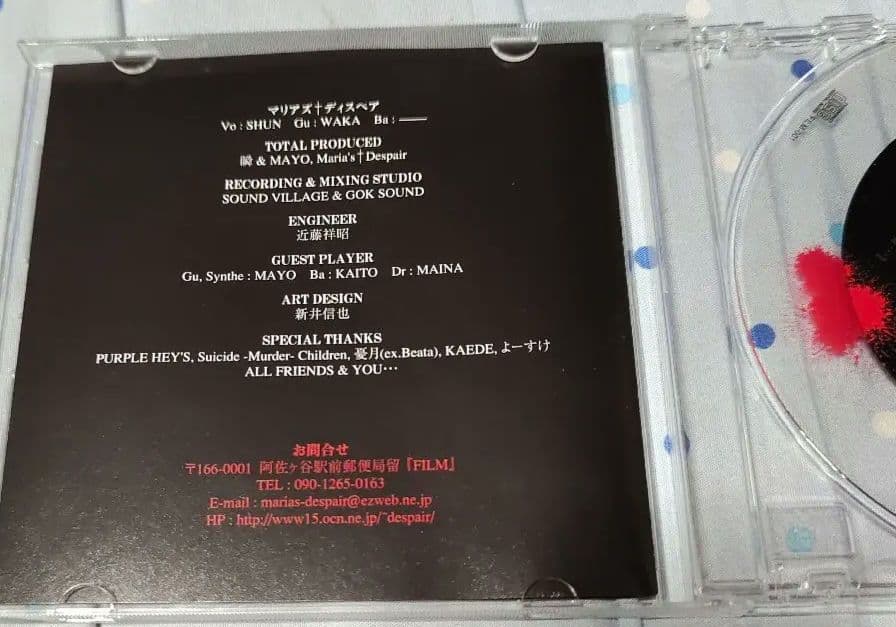 マリアズ†ディスペア
Vo : SHUN Gu : WAKA Ba : ――
TOTAL PRODUCED
瞬 & MAYO, Maria's†Despair
RECORDING & MIXING STUDIO
SOUND VILLAGE & GOK SOUND
ENGINEER
近藤祥昭
GUEST PLAYER
Gu, Synthe : MAYO Ba : KAITO Dr : MAINA
ART DESIGN
新井信也
SPECIAL THANKS
PURPLE HEY'S, Suicide -Murder- Children, 憂月(ex.Beata), KAEDE, よーすけ
ALL FRIENDS & YOU…
お問合せ
〒166-0001 阿佐ヶ谷駅前郵便局留『FILM』
TEL : 090-1265-0163
E-mail : marias-despair@ezweb.ne.jp
HP : http://www15.ocn.ne.jp/~despair/